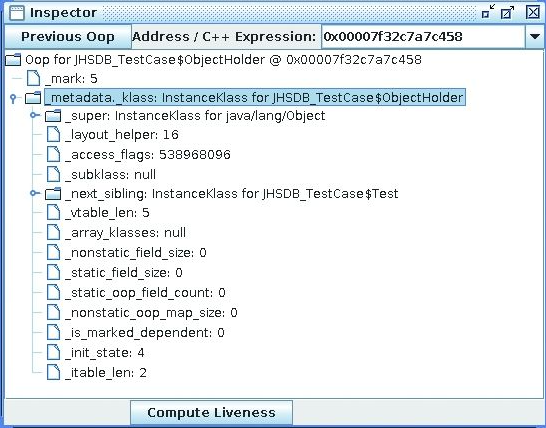 Inspector
Previous Oop Address / C++ Expression: 0x00007f32c7a7c458
Oop for JHSDB_TestCase$ObjectHolder @ 0x00007f32c7a7c458
_mark: 5
_metadata._klass: InstanceKlass for JHSDB_TestCase$ObjectHolder
_super: InstanceKlass for java/lang/Object
_layout_helper: 16
_access_flags: 538968096
_subklass: null
_next_sibling: InstanceKlass for JHSDB_TestCase$Test
_vtable_len: 5
_array_klasses: null
_nonstatic_field_size: 0
_static_field_size: 0
_static_oop_field_count: 0
_nonstatic_oop_map_size: 0
_is_marked_dependent: 0
_init_state: 4
_itable_len: 2
Compute Liveness